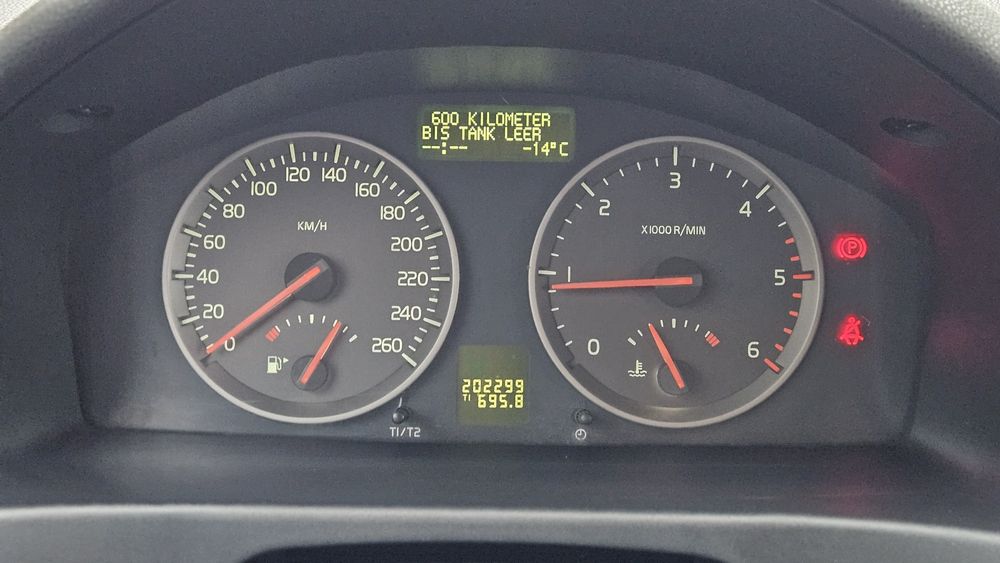 600 KILOMETER
BIS TANK LEER
--:-- -14°C
KM/H
0
20
40
60
80
100
120
140
160
180
200
220
240
260
X1000 R/MIN
0
1
2
3
4
5
6
P
202299
T1 695.8
T1/T2